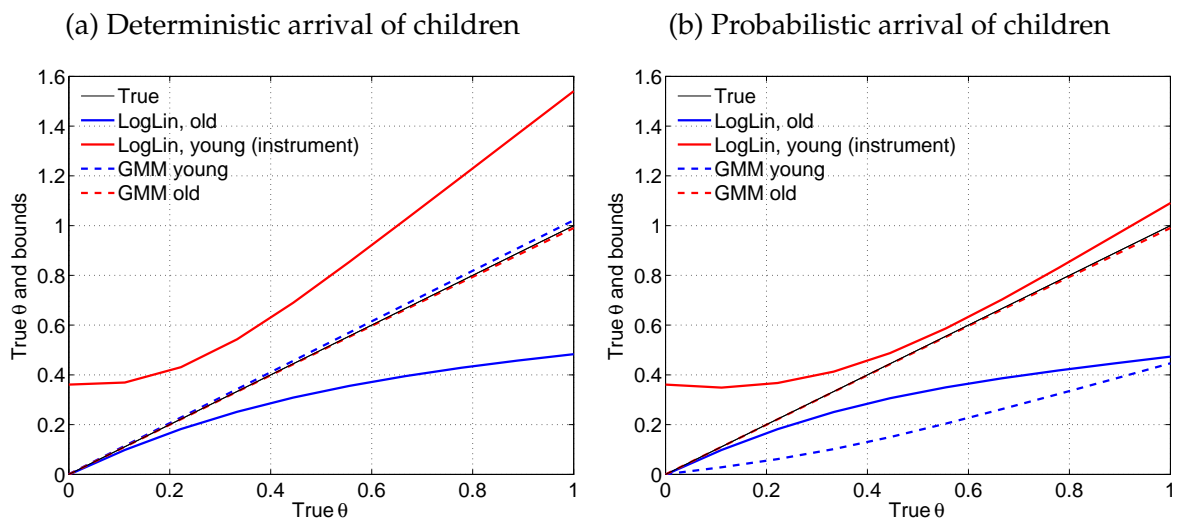 (a) Deterministic arrival of children
1.6
1.4
1.2
1
0.8
0.6
0.4
0.2
0
True θ and bounds
True
LogLin, old
LogLin, young (instrument)
GMM young
GMM old
0 0.2 0.4 0.6 0.8 1
True θ
(b) Probabilistic arrival of children
1.6
1.4
1.2
1
0.8
0.6
0.4
0.2
0
True θ and bounds
True
LogLin, old
LogLin, young (instrument)
GMM young
GMM old
0 0.2 0.4 0.6 0.8 1
True θ